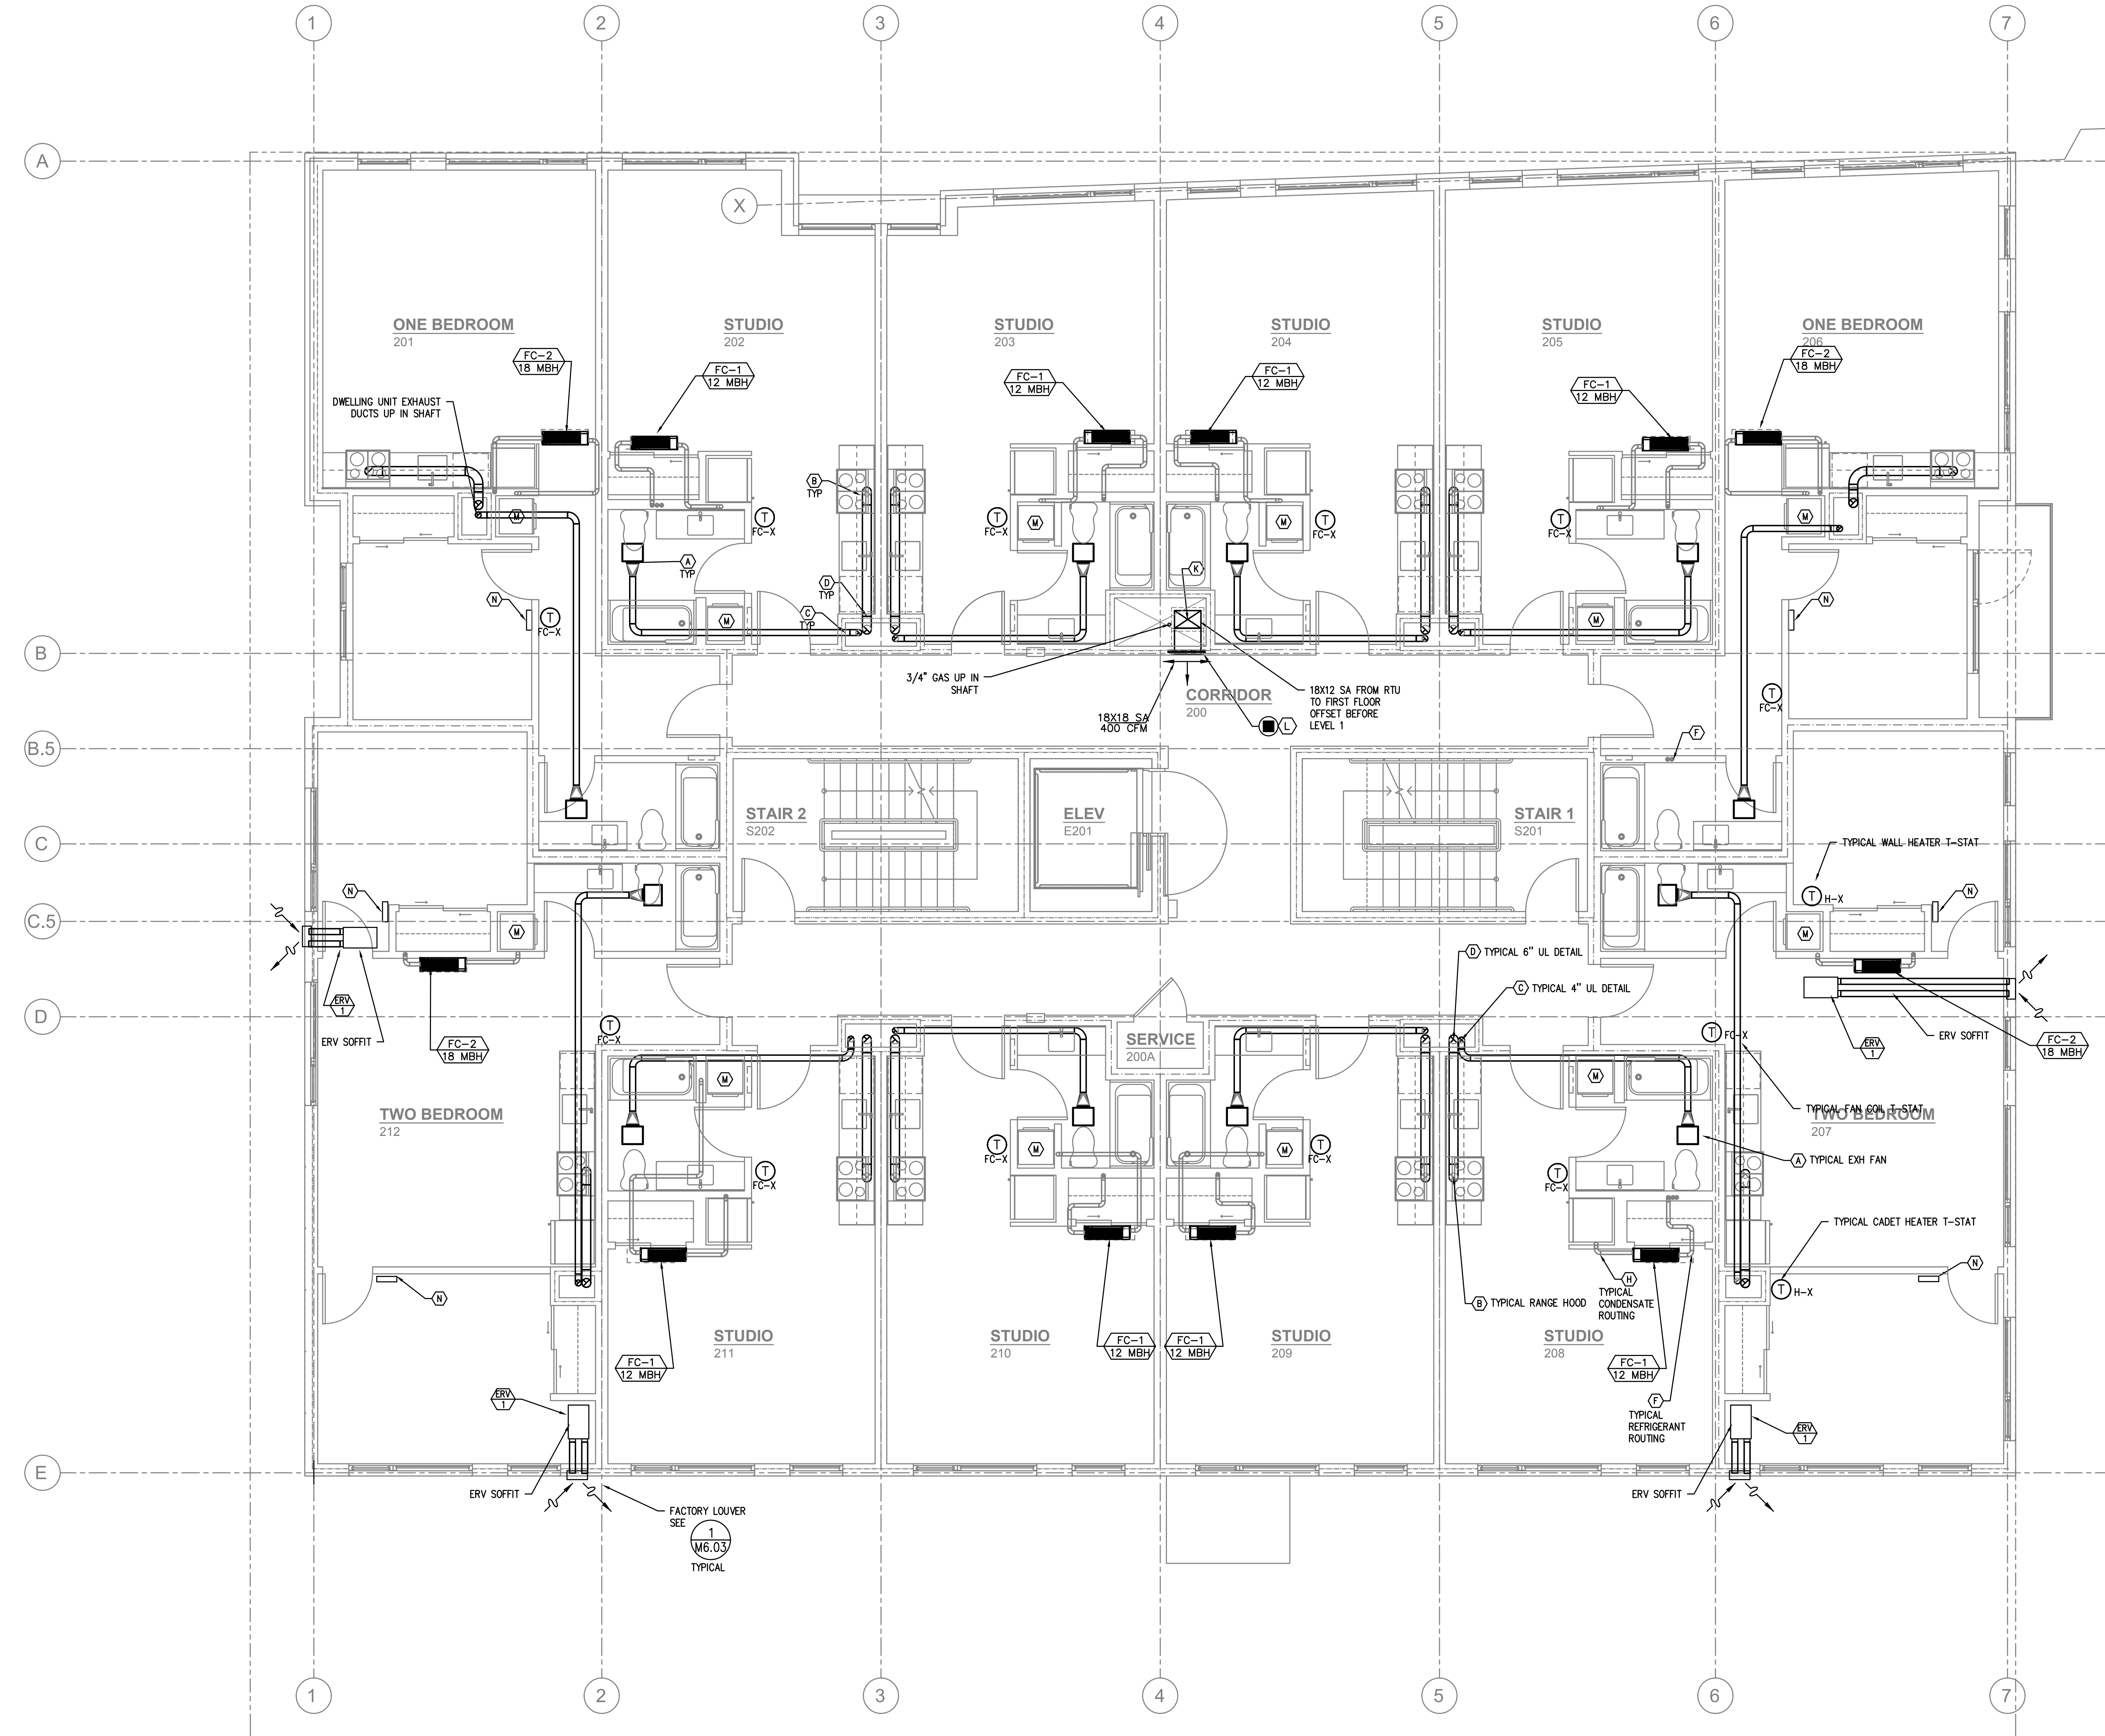 1
2
3
4
5
6
7
A
X
ONE BEDROOM
201
STUDIO
202
STUDIO
203
STUDIO
204
STUDIO
205
ONE BEDROOM
206
FC-2
18 MBH
FC-1
12 MBH
FC-1
12 MBH
FC-1
12 MBH
FC-1
12 MBH
FC-2
18 MBH
DWELLING UNIT EXHAUST
DUCTS UP IN SHAFT
B
TYP
M
T
FC-X
T
FC-X
M
M
T
FC-X
T
FC-X
M
A
TYP
D
TYP
C
TYP
K
N
T
FC-X
M
M
N
B
3/4" GAS UP IN
SHAFT
CORRIDOR
200
18X12 SA FROM RTU
TO FIRST FLOOR
OFFSET BEFORE
LEVEL 1
18X18 SA
400 CFM
L
T
FC-X
F
B.5
STAIR 2
S202
ELEV
E201
STAIR 1
S201
C
TYPICAL WALL HEATER T-STAT
N
T
H-X
N
C.5
M
M
D
TYPICAL 6" UL DETAIL
C
TYPICAL 4" UL DETAIL
ERV
1
ERV SOFFIT
FC-2
18 MBH
D
T
FC-X
SERVICE
200A
T
FC-X
ERV
1
ERV SOFFIT
FC-2
18 MBH
M
M
TWO BEDROOM
212
TYPICAL FAN COIL T-STAT
TWO BEDROOM
207
T
FC-X
T
FC-X
M
M
T
FC-X
T
FC-X
A
TYPICAL EXH FAN
TYPICAL CADET HEATER T-STAT
N
H
TYPICAL
CONDENSATE
ROUTING
T
H-X
N
B
TYPICAL RANGE HOOD
STUDIO
211
STUDIO
210
STUDIO
209
STUDIO
208
FC-1
12 MBH
FC-1
12 MBH
FC-1
12 MBH
FC-1
12 MBH
ERV
1
F
TYPICAL
REFRIGERANT
ROUTING
ERV
1
E
ERV SOFFIT
ERV SOFFIT
FACTORY LOUVER
SEE
1
M6.03
TYPICAL
1
2
3
4
5
6
7